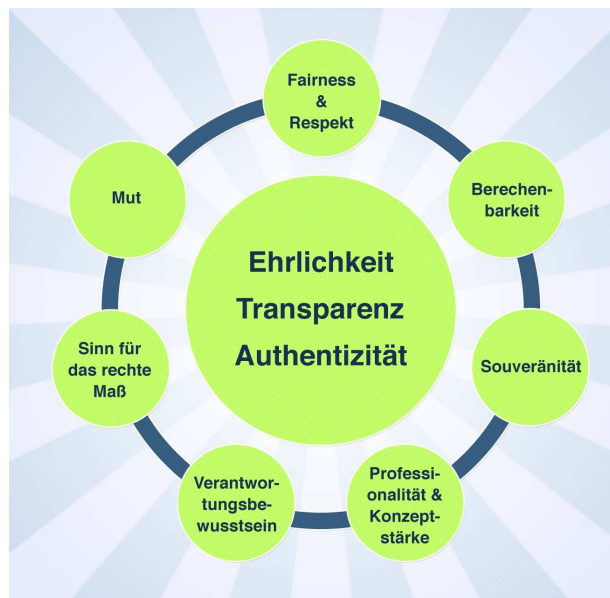 Fairness
&
Respekt
Berechen-
barkeit
Souveränität
Professi-
onalität &
Konzept-
stärke
Verantwor-
tungsbe-
wusstsein
Sinn für
das rechte
Maß
Mut
Ehrlichkeit
Transparenz
Authentizität